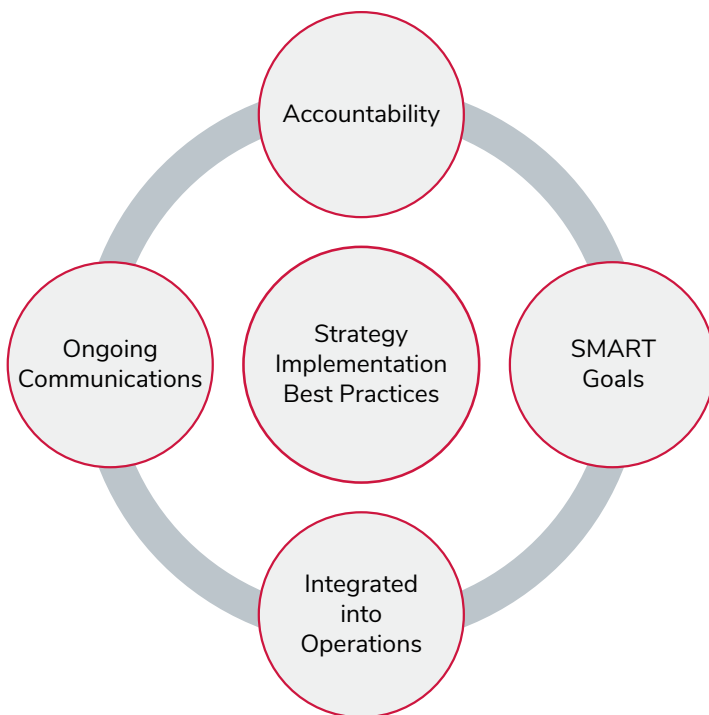 Accountability
Ongoing
Communications
Strategy
Implementation
Best Practices
SMART
Goals
Integrated
into
Operations